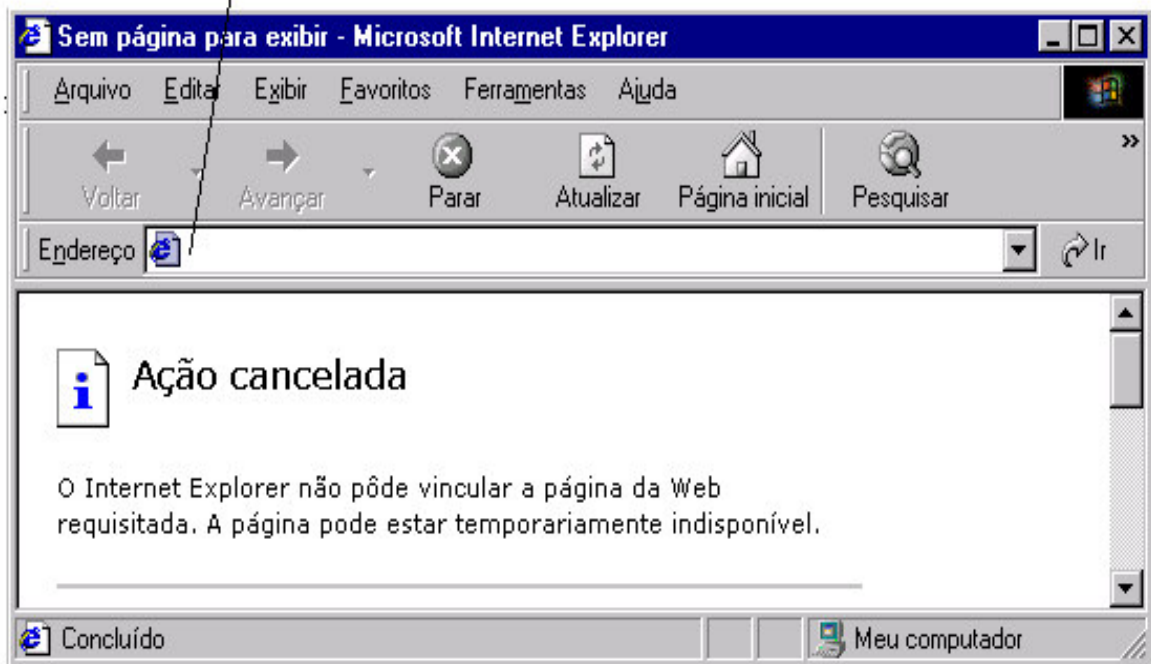 Sem página para exibir - Microsoft Internet Explorer
Arquivo Editar Exibir Favoritos Ferramentas Ajuda
Voltar Avançar Parar Atualizar Página inicial Pesquisar »
Endereço Ir
i Ação cancelada
O Internet Explorer não pôde vincular a página da Web
requisitada. A página pode estar temporariamente indisponível.
Concluído Meu computador